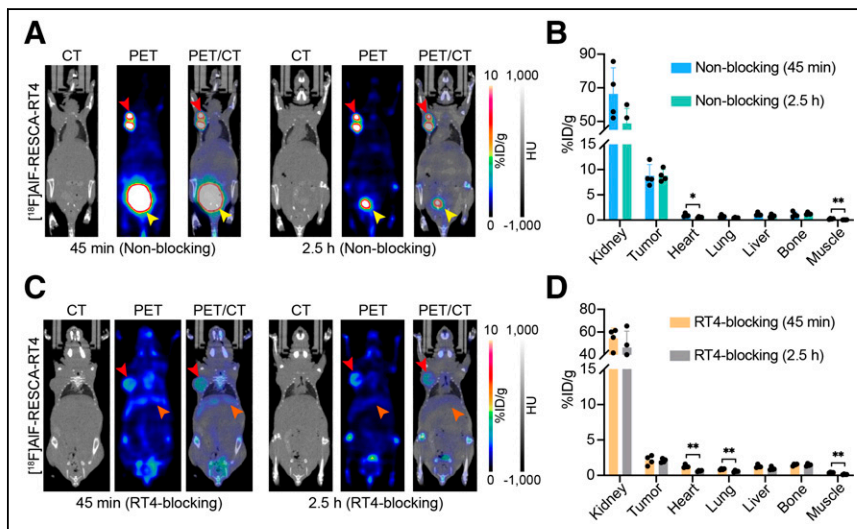 A
CT PET PET/CT CT PET PET/CT
[¹⁸F]AlF-RESCA-RT4
10
0
%ID/g
1,000
-1,000
HU
45 min (Non-blocking) 2.5 h (Non-blocking)
B
%ID/g
90
70
50
15
10
5
0
Non-blocking (45 min)
Non-blocking (2.5 h)
* **
Kidney Tumor Heart Lung Liver Bone Muscle
C
CT PET PET/CT CT PET PET/CT
[¹⁸F]AlF-RESCA-RT4
10
0
%ID/g
1,000
-1,000
HU
45 min (RT4-blocking) 2.5 h (RT4-blocking)
D
%ID/g
80
60
40
15
10
5
0
RT4-blocking (45 min)
RT4-blocking (2.5 h)
** ** **
Kidney Tumor Heart Lung Liver Bone Muscle